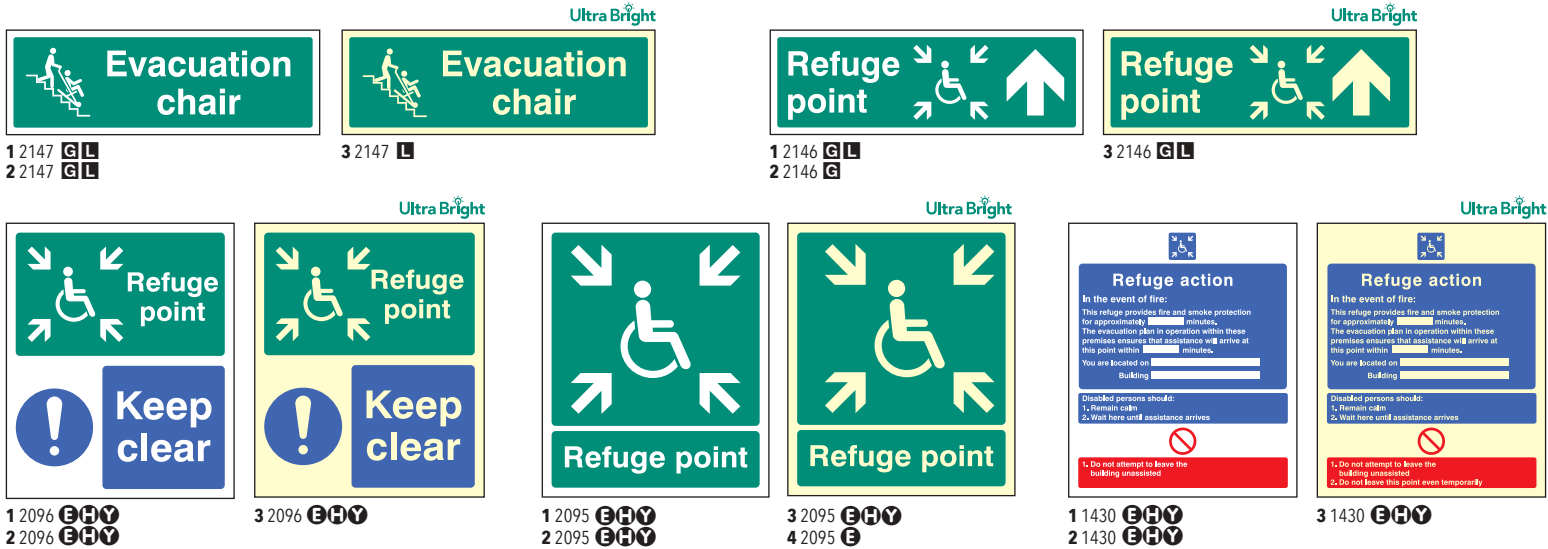 Ultra Bright
Evacuation
chair
1 2147 G L
2 2147 G L
Evacuation
chair
3 2147 L
Ultra Bright
Refuge
point
1 2146 G L
2 2146 G
Refuge
point
3 2146 G L
Ultra Bright
Refuge
point
Keep
clear
1 2096 E H Y
2 2096 E H Y
Refuge
point
Keep
clear
3 2096 E H Y
Ultra Bright
Refuge point
1 2095 E H Y
2 2095 E H Y
Refuge point
3 2095 E H Y
4 2095 E
Ultra Bright
Refuge action
In the event of fire:
This refuge provides fire and smoke protection
for approximately minutes.
The evacuation plan in operation within these
premises ensures that assistance will arrive at
this point within minutes.
You are located on
Building
Disabled persons should:
1. Remain calm
2. Wait here until assistance arrives
1. Do not attempt to leave the
building unassisted
1 1430 E H Y
2 1430 E H Y
Refuge action
In the event of fire:
This refuge provides fire and smoke protection
for approximately minutes.
The evacuation plan in operation within these
premises ensures that assistance will arrive at
this point within minutes.
You are located on
Building
Disabled persons should:
1. Remain calm
2. Wait here until assistance arrives
1. Do not attempt to leave the
building unassisted
2. Do not leave this point even temporarily
3 1430 E H Y